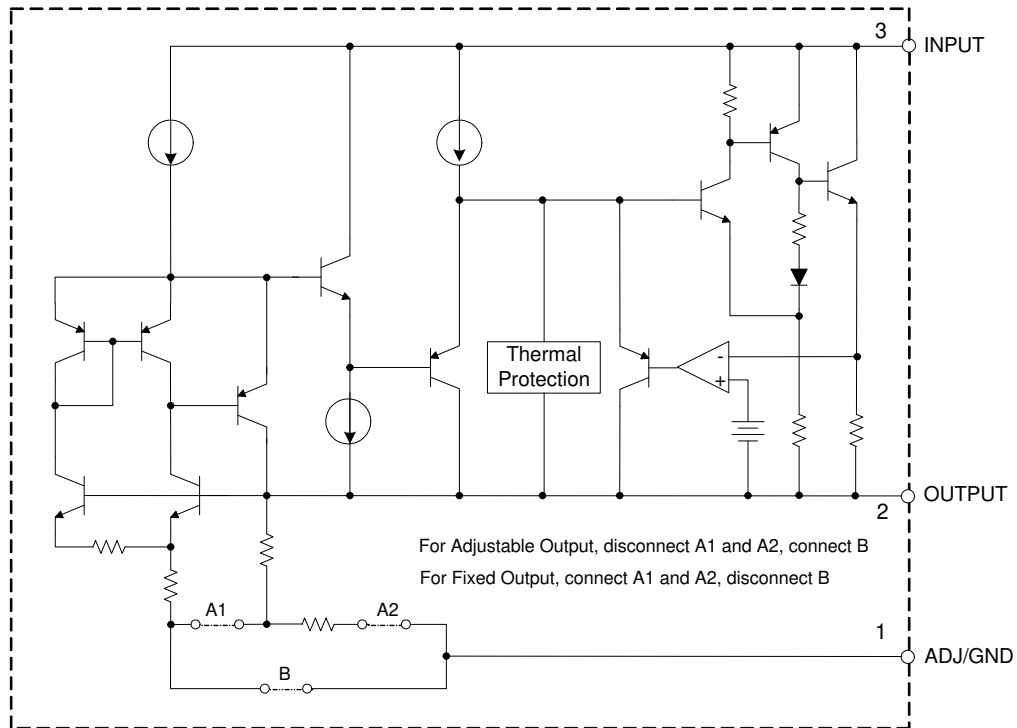 3
INPUT
Thermal
Protection
-
+
OUTPUT
2
For Adjustable Output, disconnect A1 and A2, connect B
For Fixed Output, connect A1 and A2, disconnect B
A1
A2
1
ADJ/GND
B